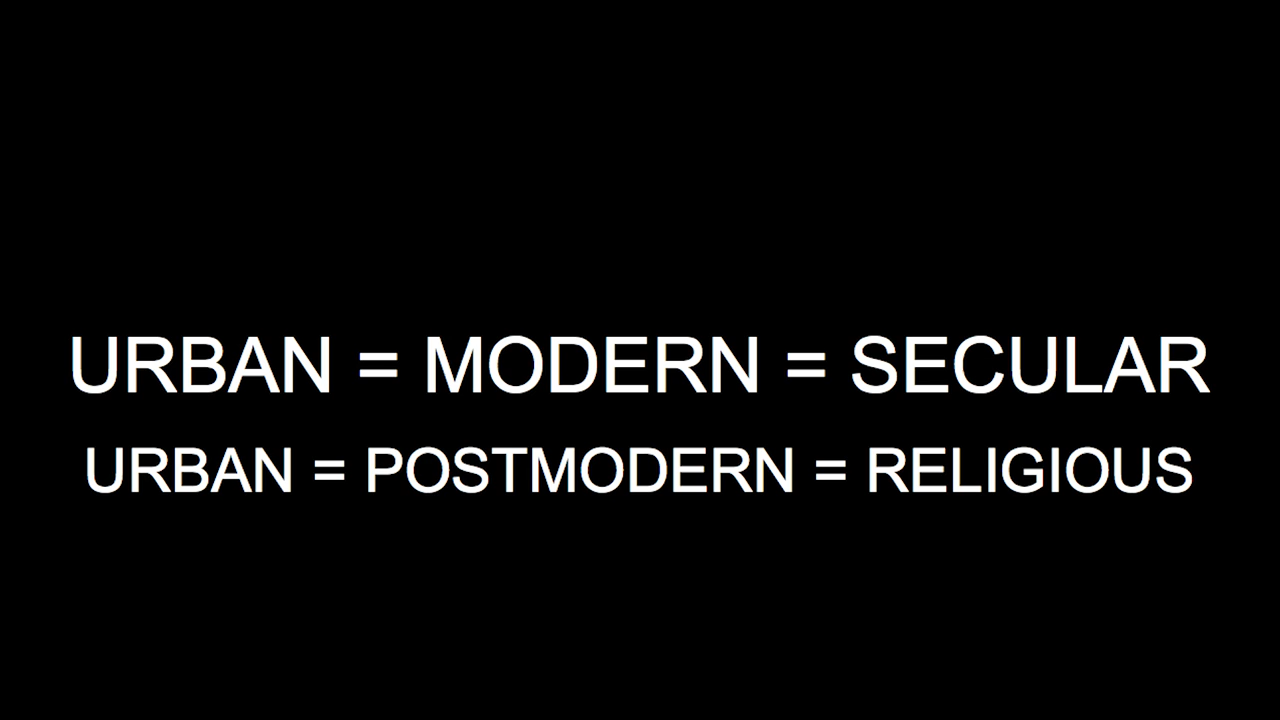 URBAN = MODERN = SECULAR
URBAN = POSTMODERN = RELIGIOUS